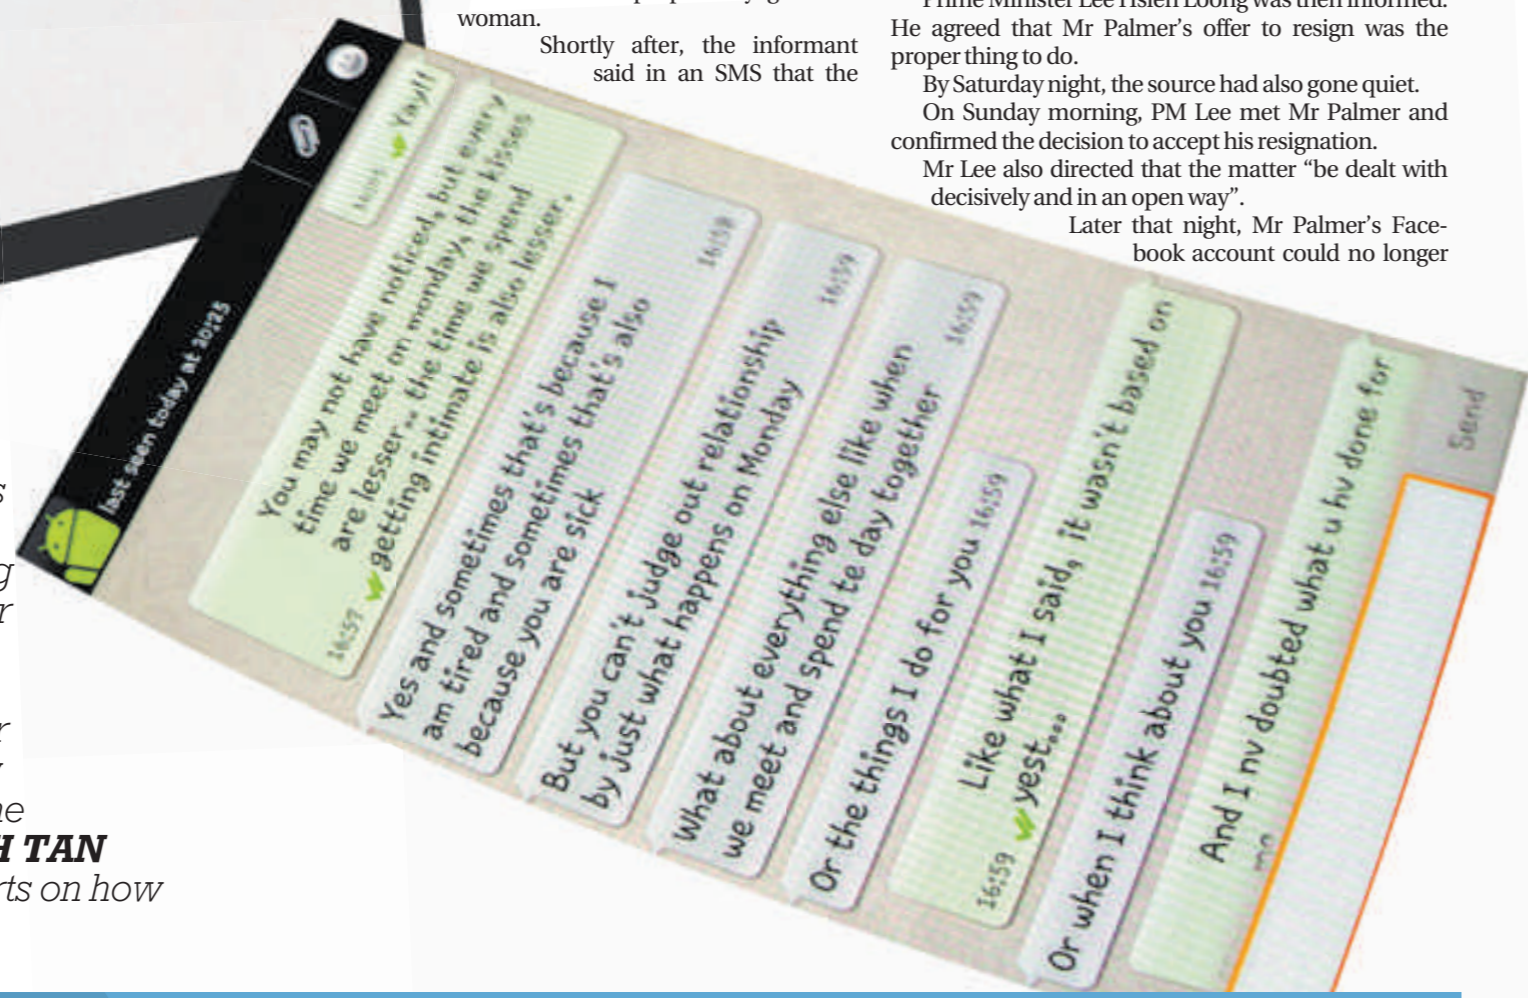 woman.
Shortly after, the informant
said in an SMS that the
Prime Minister Lee Hsien Loong was then informed.
He agreed that Mr Palmer’s offer to resign was the
proper thing to do.
By Saturday night, the source had also gone quiet.
On Sunday morning, PM Lee met Mr Palmer and
confirmed the decision to accept his resignation.
Mr Lee also directed that the matter “be dealt with
decisively and in an open way”.
Later that night, Mr Palmer’s Face-
book account could no longer
last seen today at 20:25
Yay!!
You may not have noticed, but every
time we meet on monday, the kisses
are lesser-- the time we spend
getting intimate is also lesser.
16:57
Yes and sometimes that's because I
am tired and sometimes that's also
because you are sick
16:58
But you can't judge out relationship
by just what happens on Monday
16:59
What about everything else like when
we meet and spend te day together
16:59
Or the things I do for you 16:59
Like what I said, it wasn't based on
yest...
16:59
Or when I think about you 16:59
And I nv doubted what u hv done for
Send
H TAN
rts on how